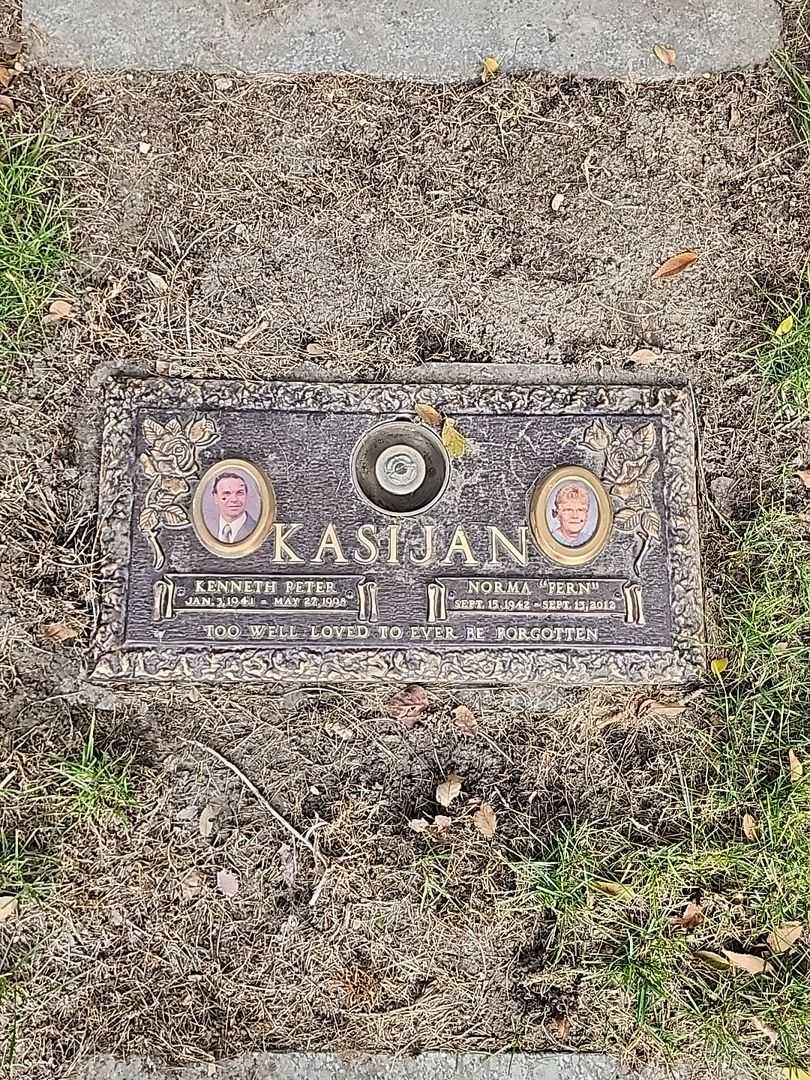 KASIJAN
KENNETH PETER
JAN. 3, 1941 – MAY 27, 1998
NORMA "FERN"
SEPT. 15, 1942 – SEPT. 13, 2012
TOO WELL LOVED TO EVER BE FORGOTTEN